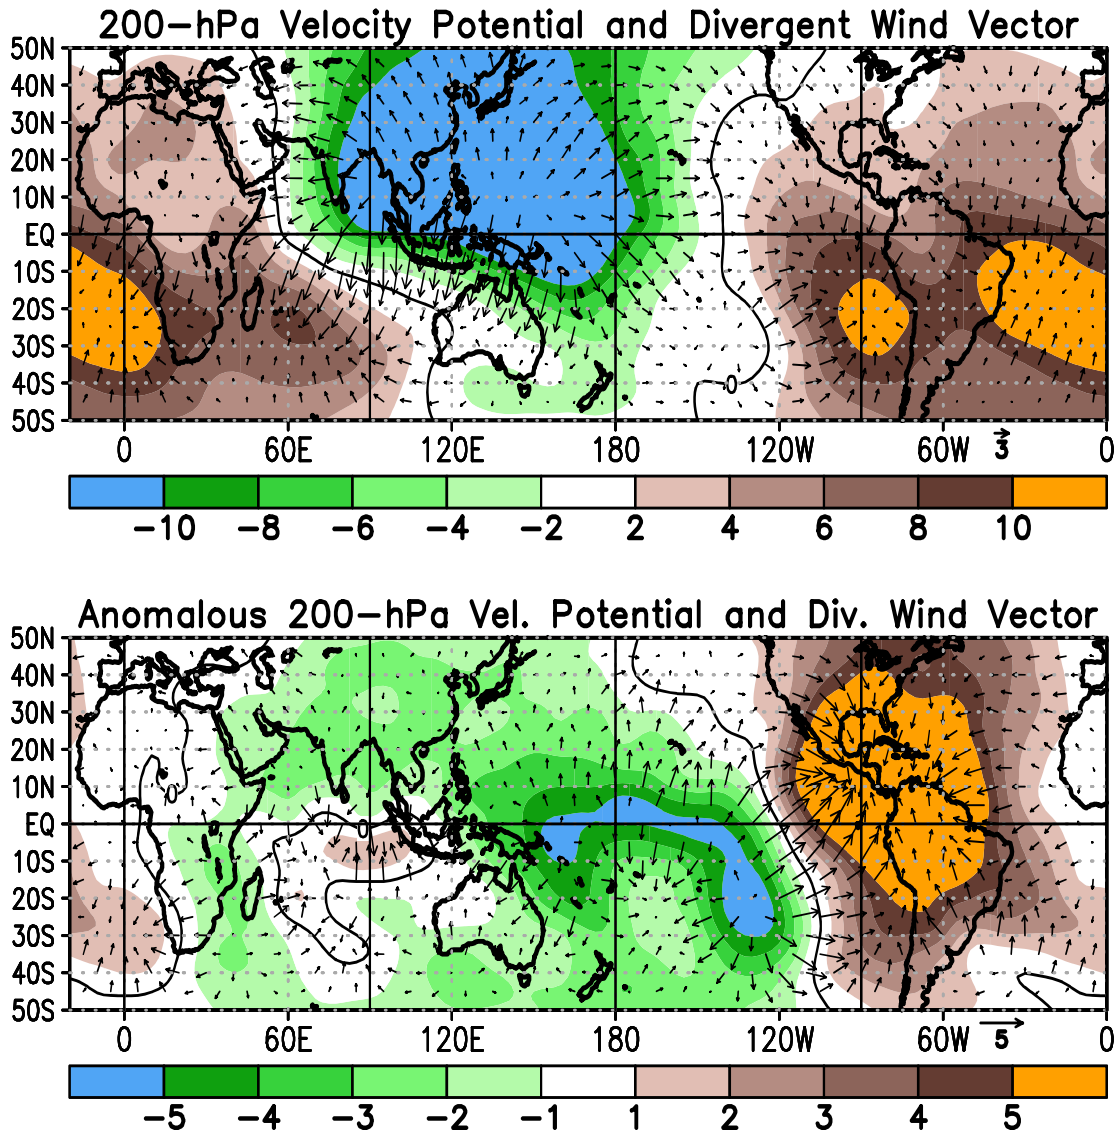 200-hPa Velocity Potential and Divergent Wind Vector
50N
40N
30N
20N
10N
EQ
10S
20S
30S
40S
50S
0
0 60E 120E 180 120W 60W 3 0
-10 -8 -6 -4 -2 2 4 6 8 10
Anomalous 200-hPa Vel. Potential and Div. Wind Vector
50N
40N
30N
20N
10N
EQ
10S
20S
30S
40S
50S
0
0
0 60E 120E 180 120W 60W 5 0
-5 -4 -3 -2 -1 1 2 3 4 5